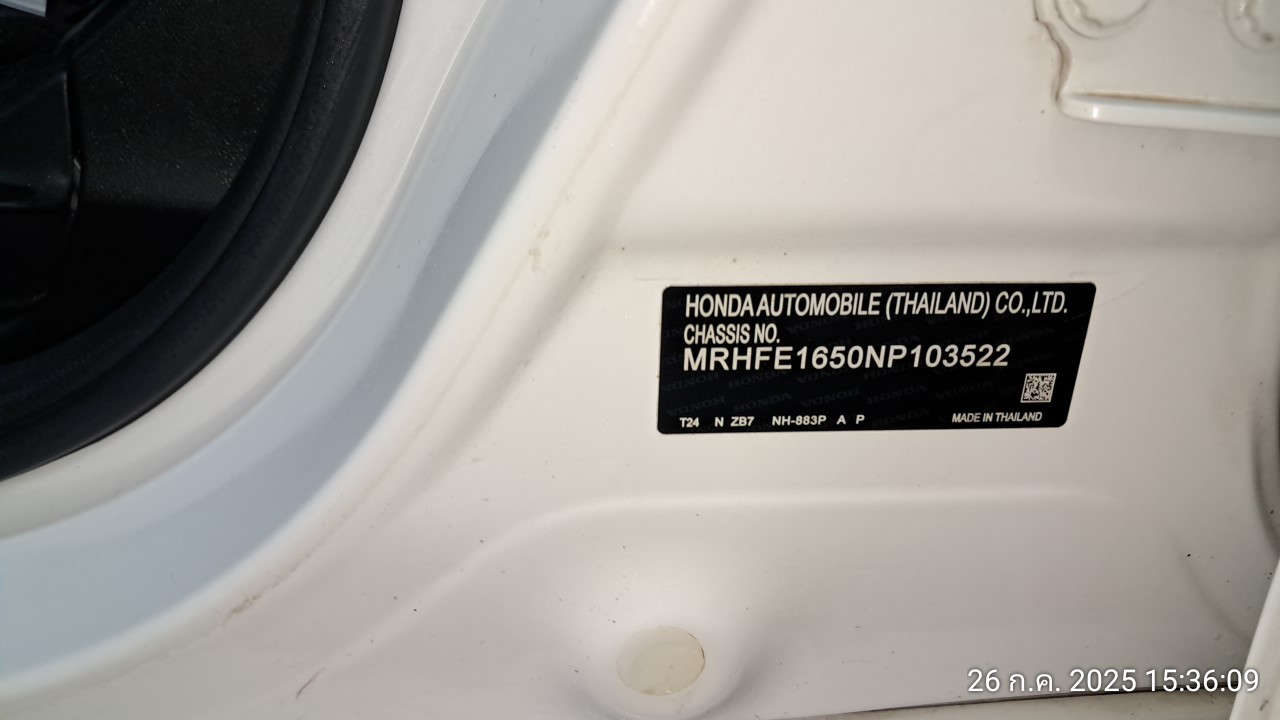 HONDA AUTOMOBILE (THAILAND) CO.,LTD.
CHASSIS NO.
MRHFE1650NP103522
T24 N ZB7 NH-883P A P MADE IN THAILAND
26 ก.ค. 2025 15:36:09